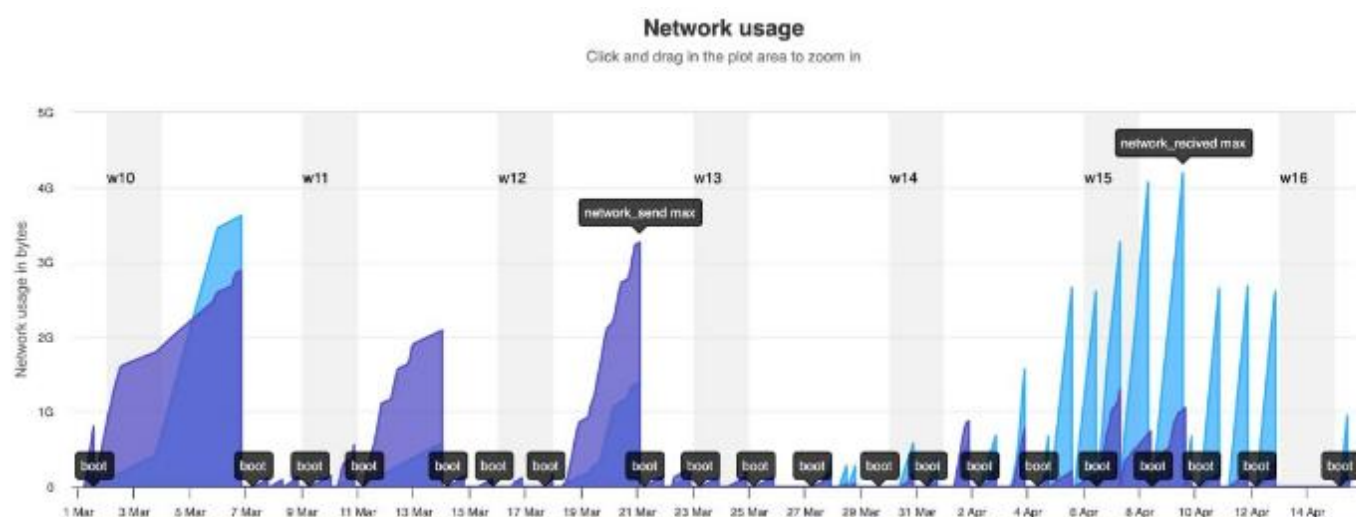 Network usage
Click and drag in the plot area to zoom in
5G
network_recived max
w10 w11 w12 w13 w14 w15 w16
4G
network_send max
3G
Network usage in bytes
2G
1G
boot boot boot boot boot boot boot boot boot boot boot boot boot boot boot boot boot boot boot boot
0
1 Mar 3 Mar 5 Mar 7 Mar 9 Mar 11 Mar 13 Mar 15 Mar 17 Mar 19 Mar 21 Mar 23 Mar 25 Mar 27 Mar 29 Mar 31 Mar 2 Apr 4 Apr 6 Apr 8 Apr 10 Apr 12 Apr 14 Apr